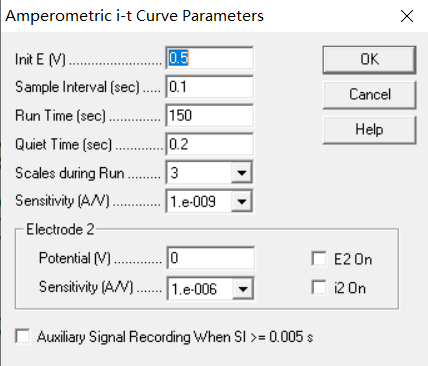 Amperometric i-t Curve Parameters
Init E (V) ....................... 0.5
OK
Sample Interval (sec) ..... 0.1
Cancel
Run Time (sec) ............. 150
Help
Quiet Time (sec) ............ 0.2
Scales during Run ........ 3
Sensitivity (A/V) ............ 1.e-009
Electrode 2
Potential (V) ............. 0
E2 On
Sensitivity (A/V) ....... 1.e-006
i2 On
Auxiliary Signal Recording When SI >= 0.005 s